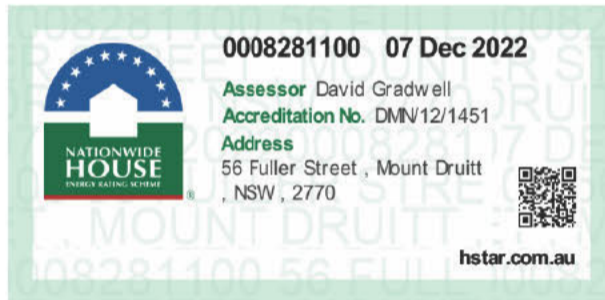 0008281100 07 Dec 2022
Assessor David Gradwell
Accreditation No. DMN/12/1451
Address
56 Fuller Street , Mount Druitt
, NSW , 2770
NATIONWIDE
HOUSE
ENERGY RATING SCHEME
®
hstar.com.au